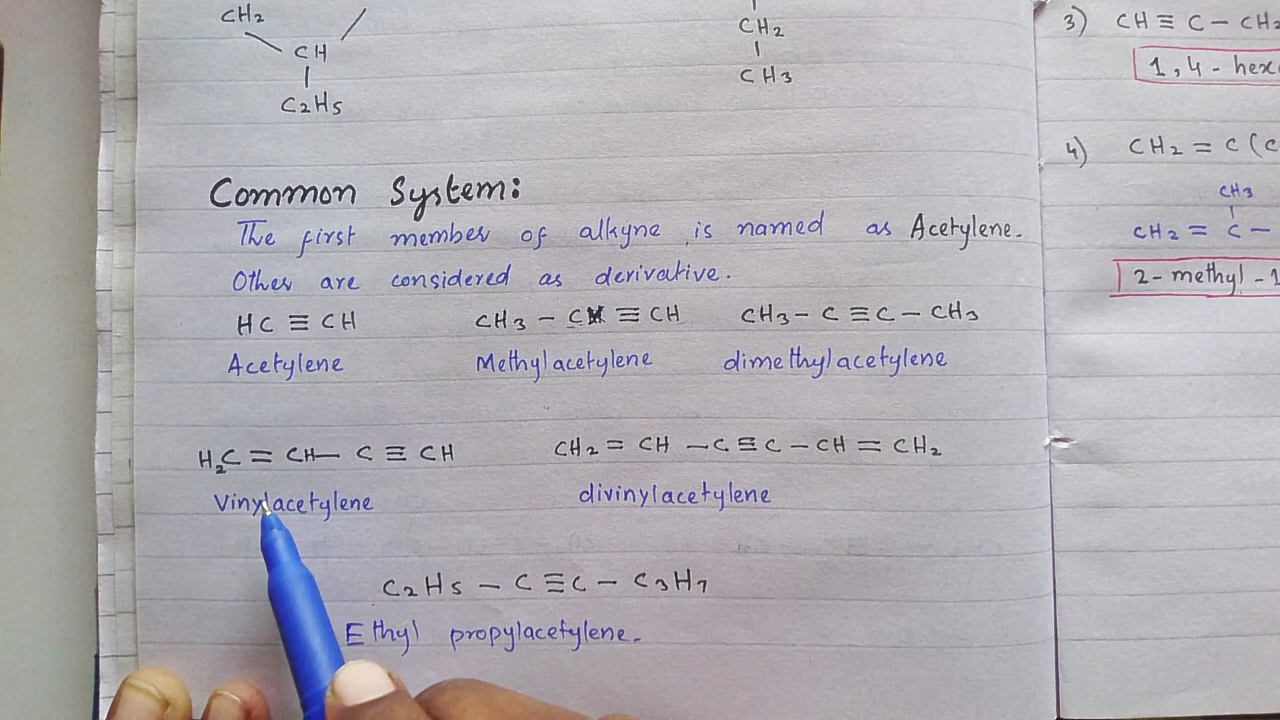 CH2
CH
C2H5
CH2
CH3
Common System:
The first member of alkyne is named as Acetylene.
Other are considered as derivative.
HC ≡ CH CH3 - C ≡ CH CH3 - C ≡ C - CH3
Acetylene Methylacetylene dimethylacetylene
H2C = CH - C ≡ CH CH2 = CH - C ≡ C - CH = CH2
Vinylacetylene divinylacetylene
C2H5 - C ≡ C - C3H7
Ethyl propylacetylene.
3) CH ≡ C - CH2
1,4 - hex
4) CH2 = C (C
CH3
CH2 = C -
2- methyl - 1